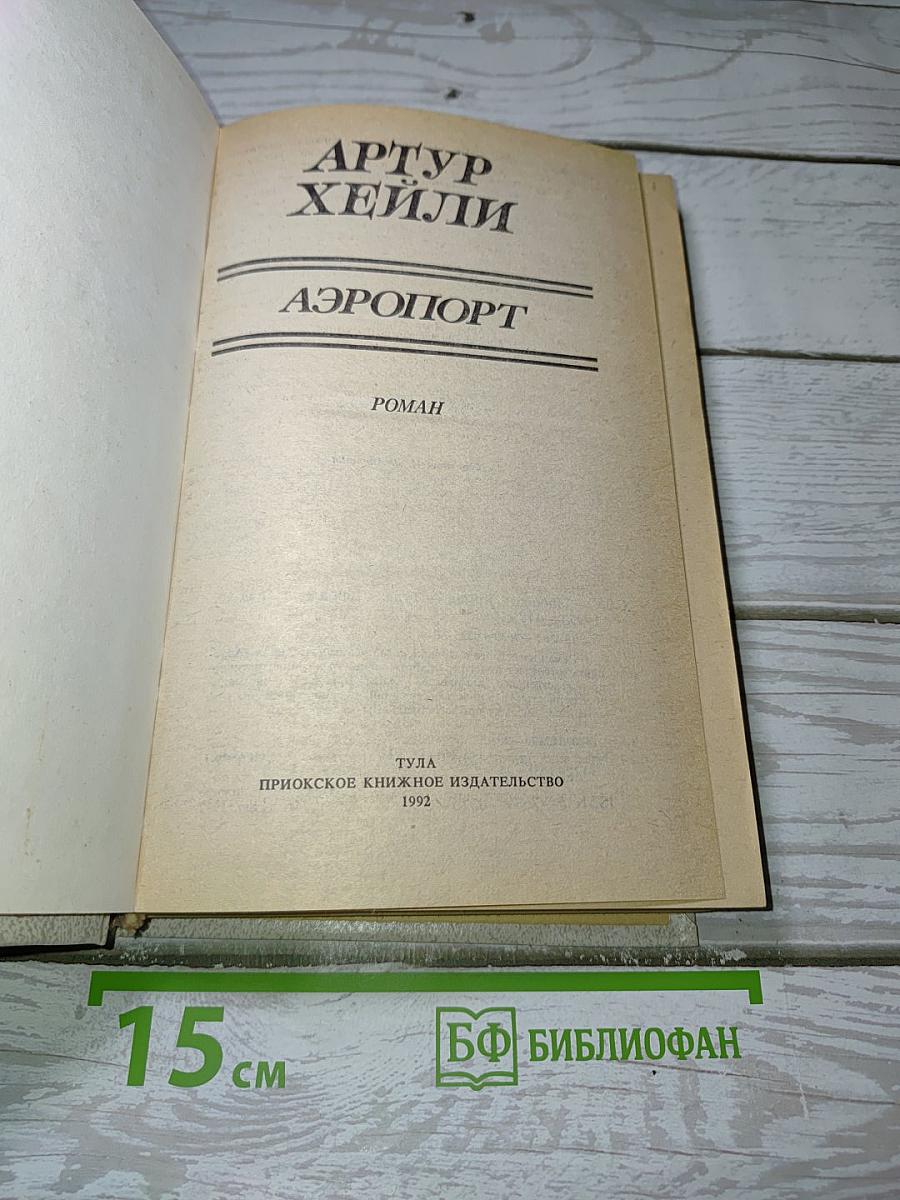 АРТУР
ХЕЙЛИ
АЭРОПОРТ
РОМАН
ТУЛА
ПРИОКСКОЕ КНИЖНОЕ ИЗДАТЕЛЬСТВО
1992
15 см
БФ БИБЛИОФАН